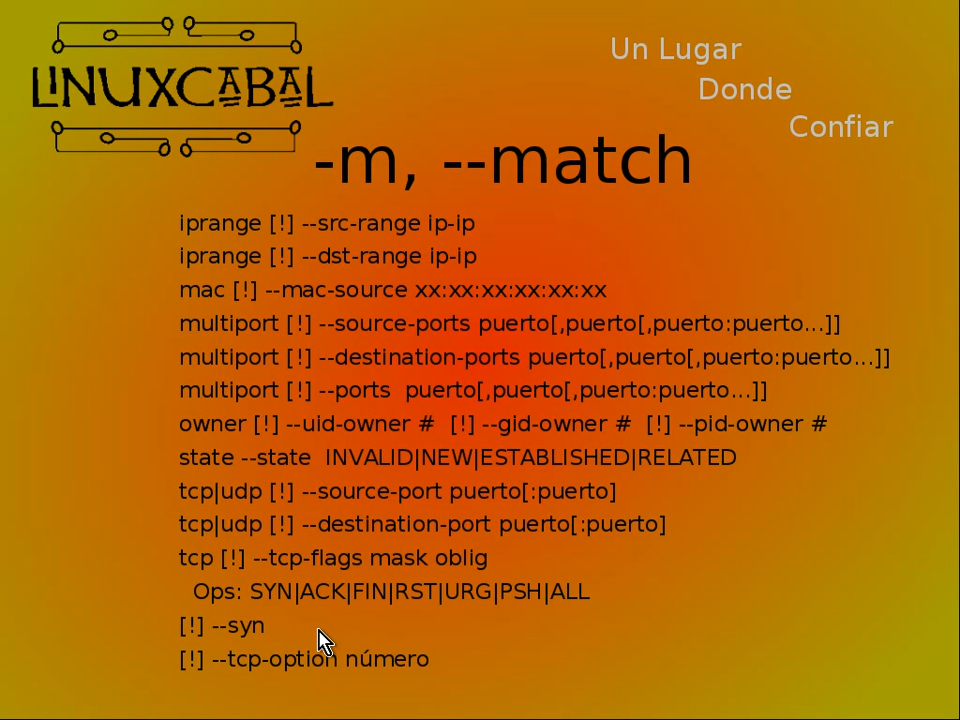 LINUXCABAL
Un Lugar
Donde
Confiar
-m, --match
iprange [!] --src-range ip-ip
iprange [!] --dst-range ip-ip
mac [!] --mac-source xx:xx:xx:xx:xx:xx
multiport [!] --source-ports puerto[,puerto[,puerto:puerto...]]
multiport [!] --destination-ports puerto[,puerto[,puerto:puerto...]]
multiport [!] --ports  puerto[,puerto[,puerto:puerto...]]
owner [!] --uid-owner #  [!] --gid-owner #  [!] --pid-owner #
state --state  INVALID|NEW|ESTABLISHED|RELATED
tcp|udp [!] --source-port puerto[:puerto]
tcp|udp [!] --destination-port puerto[:puerto]
tcp [!] --tcp-flags mask oblig
Ops: SYN|ACK|FIN|RST|URG|PSH|ALL
[!] --syn
[!] --tcp-option número